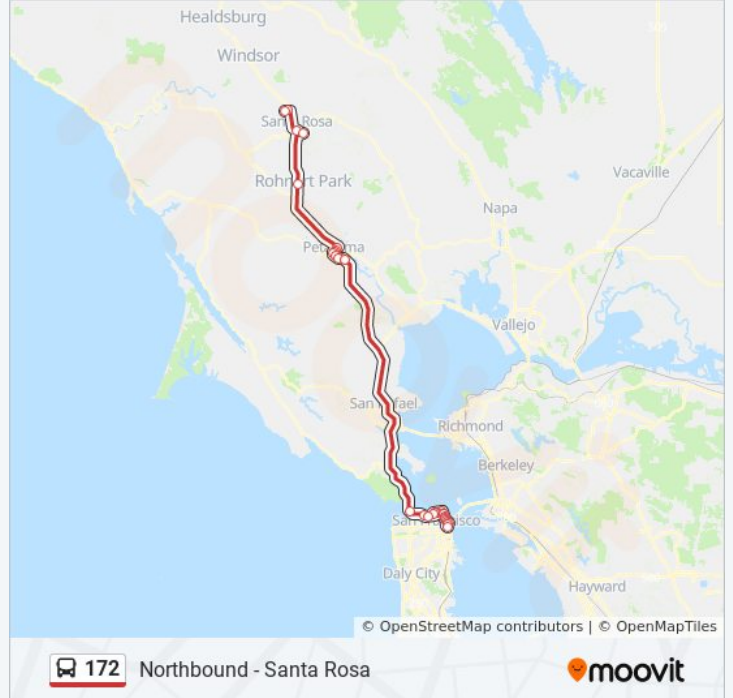 Healdsburg
Windsor
Santa Rosa
Vacaville
Rohnert Park
Napa
Petaluma
Vallejo
San Rafael
Richmond
Berkeley
San Francisco
Daly City
Hayward
© OpenStreetMap contributors | © OpenMapTiles
172 Northbound - Santa Rosa moovit